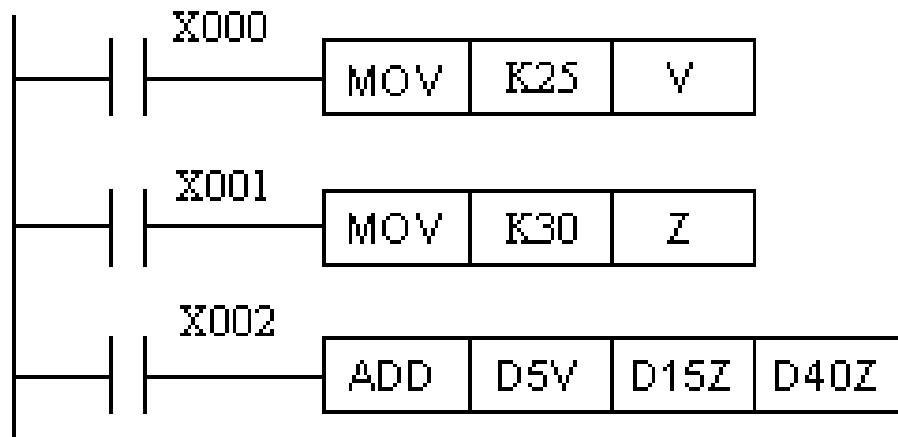 X000
MOV K25 V
X001
MOV K30 Z
X002
ADD D5V D15Z D40Z